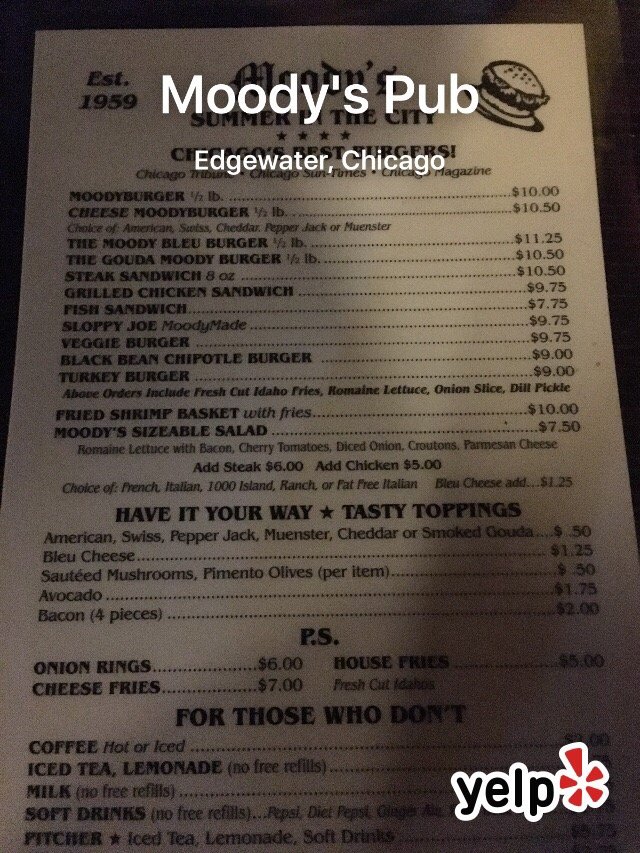 Est.
1959
Moody's
Moody's Pub
SUMMER IN THE CITY
★ ★ ★ ★
CHICAGO'S BEST BURGERS!
Edgewater, Chicago
Chicago Tribune • Chicago Sun-Times • Chicago Magazine
MOODYBURGER ½ lb. $10.00
CHEESE MOODYBURGER ½ lb. $10.50
Choice of: American, Swiss, Cheddar, Pepper Jack or Muenster
THE MOODY BLEU BURGER ½ lb. $11.25
THE GOUDA MOODY BURGER ½ lb. $10.50
STEAK SANDWICH 8 oz $10.50
GRILLED CHICKEN SANDWICH $9.75
FISH SANDWICH $7.75
SLOPPY JOE MoodyMade $9.75
VEGGIE BURGER $9.75
BLACK BEAN CHIPOTLE BURGER $9.00
TURKEY BURGER $9.00
Above Orders Include Fresh Cut Idaho Fries, Romaine Lettuce, Onion Slice, Dill Pickle
FRIED SHRIMP BASKET with fries $10.00
MOODY'S SIZEABLE SALAD $7.50
Romaine Lettuce with Bacon, Cherry Tomatoes, Diced Onion, Croutons, Parmesan Cheese
Add Steak $6.00 Add Chicken $5.00
Choice of: French, Italian, 1000 Island, Ranch, or Fat Free Italian Bleu Cheese add...$1.25
HAVE IT YOUR WAY ★ TASTY TOPPINGS
American, Swiss, Pepper Jack, Muenster, Cheddar or Smoked Gouda....$ .50
Bleu Cheese $1.25
Sautéed Mushrooms, Pimento Olives (per item) $ .50
Avocado $1.75
Bacon (4 pieces) $2.00
P.S.
ONION RINGS $6.00 HOUSE FRIES $5.00
CHEESE FRIES $7.00 Fresh Cut Idahos
FOR THOSE WHO DON'T
COFFEE Hot or Iced
ICED TEA, LEMONADE (no free refills)
MILK (no free refills)
SOFT DRINKS (no free refills)...Pepsi, Diet Pepsi, Ginger Ale,
PITCHER ★ Iced Tea, Lemonade, Soft Drinks
yelp